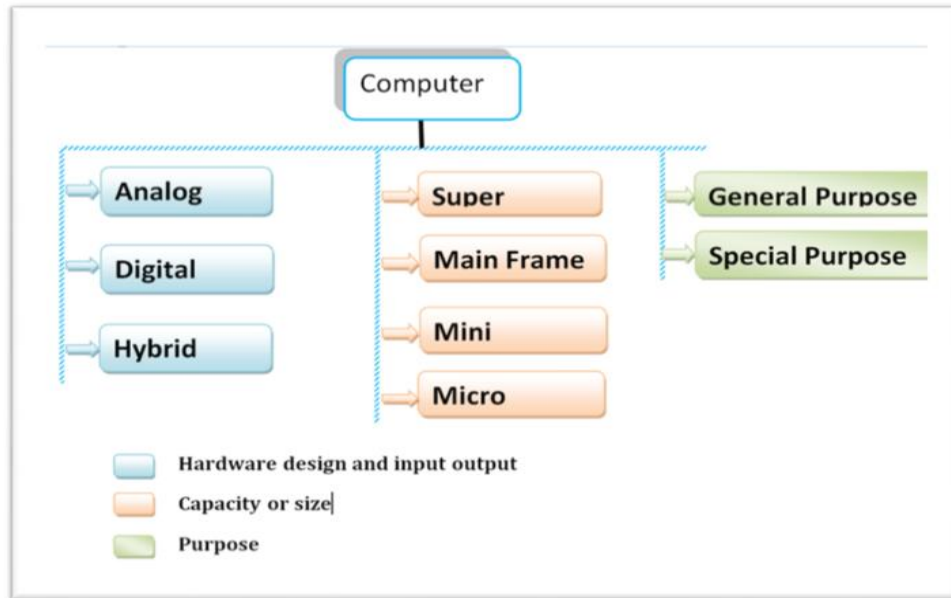 Computer
Analog
Digital
Hybrid
Super
Main Frame
Mini
Micro
General Purpose
Special Purpose
Hardware design and input output
Capacity or size
Purpose